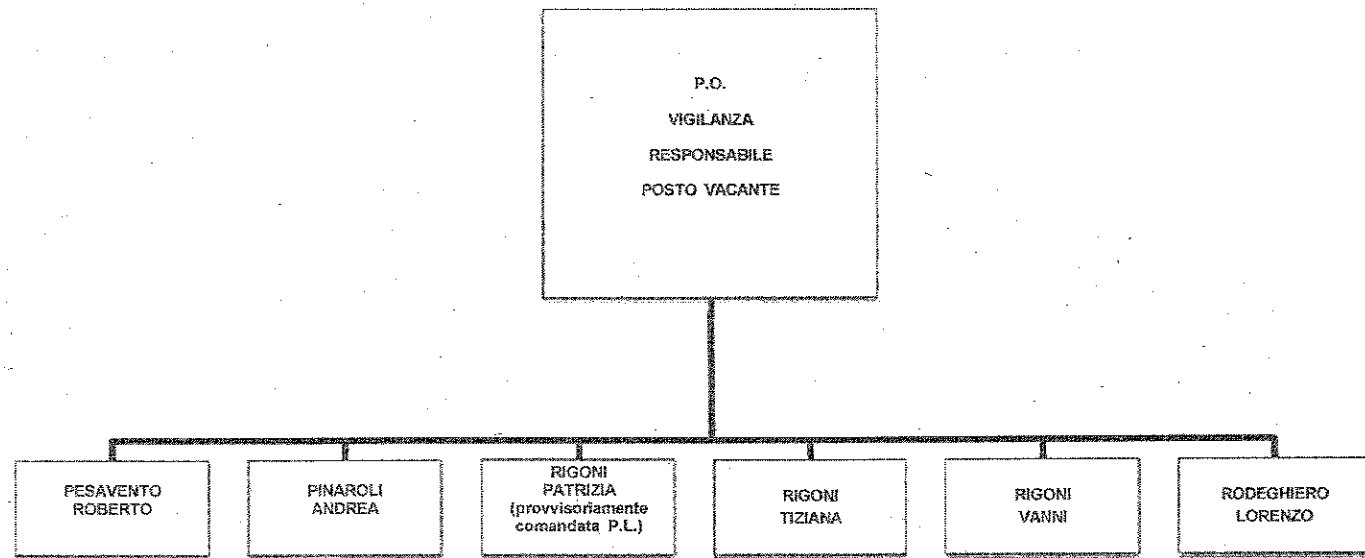 P.O.
VIGILANZA
RESPONSABILE
POSTO VACANTE
PESAVENTO
ROBERTO
PINAROLI
ANDREA
RIGONI
PATRIZIA
(provvisoriamente
comandata P.L.)
RIGONI
TIZIANA
RIGONI
VANNI
RODEGHIERO
LORENZO